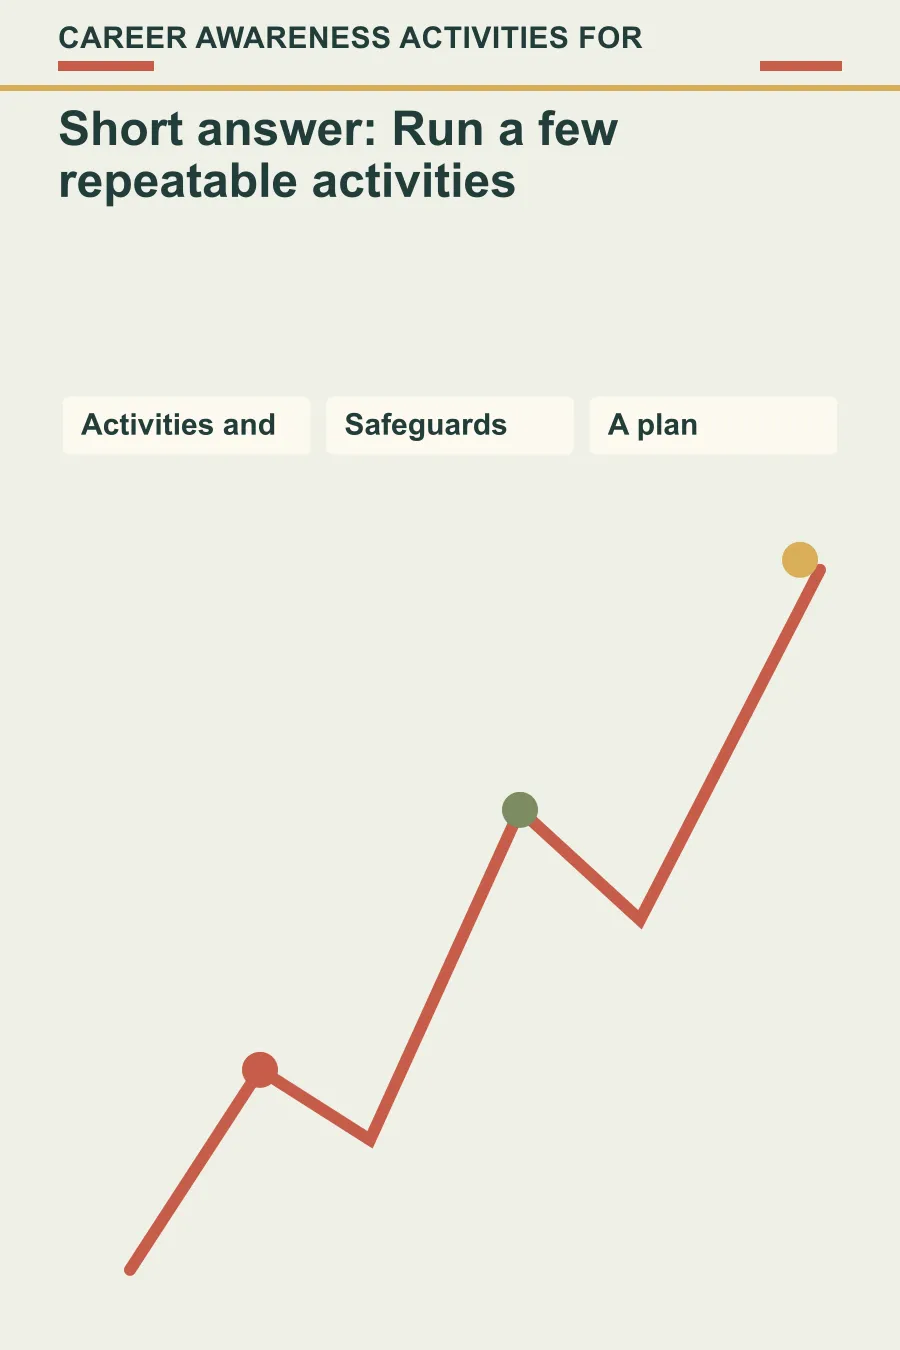 CAREER AWARENESS ACTIVITIES FOR
Short answer: Run a few
repeatable activities
Activities and
Safeguards
A plan